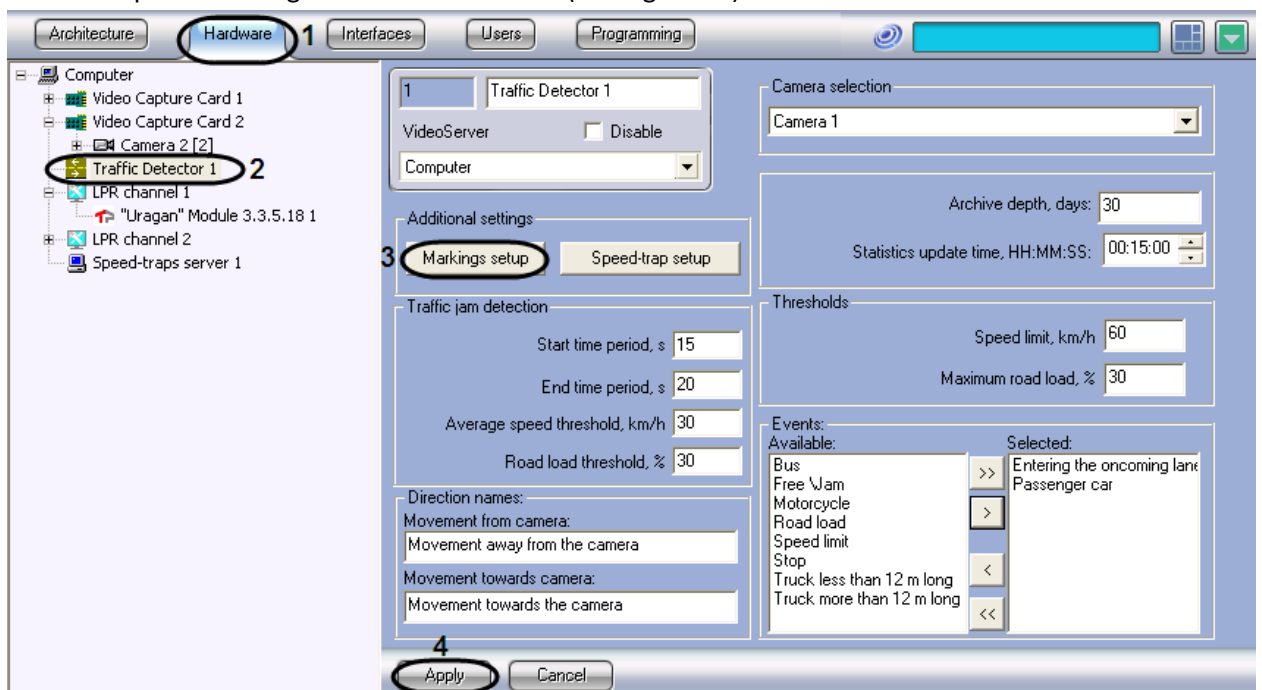 Architecture Hardware 1 Interfaces Users Programming
Computer
Video Capture Card 1
Video Capture Card 2
Camera 2 [2]
Traffic Detector 1 2
LPR channel 1
"Uragan" Module 3.3.5.18 1
LPR channel 2
Speed-traps server 1
1 Traffic Detector 1
VideoServer Disable
Computer
Camera selection
Camera 1
Additional settings
3 Markings setup Speed-trap setup
Archive depth, days: 30
Statistics update time, HH:MM:SS: 00:15:00
Traffic jam detection
Start time period, s 15
End time period, s 20
Average speed threshold, km/h 30
Road load threshold, % 30
Thresholds
Speed limit, km/h 60
Maximum road load, % 30
Direction names:
Movement from camera:
Movement away from the camera
Movement towards camera:
Movement towards the camera
Events:
Available:
Bus
Free \Jam
Motorcycle
Road load
Speed limit
Stop
Truck less than 12 m long
Truck more than 12 m long
>>
>
<
<<
Selected:
Entering the oncoming lane
Passenger car
4
Apply Cancel